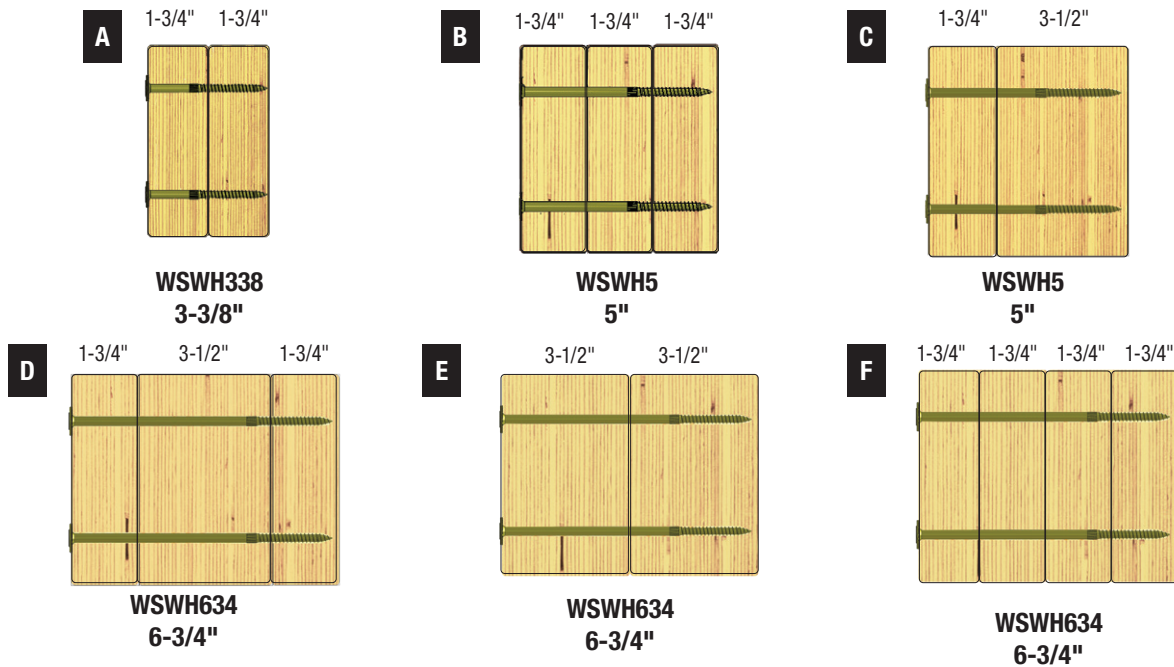 A
1-3/4" 1-3/4"
WSWH338
3-3/8"
B
1-3/4" 1-3/4" 1-3/4"
WSWH5
5"
C
1-3/4" 3-1/2"
WSWH5
5"
D
1-3/4" 3-1/2" 1-3/4"
WSWH634
6-3/4"
E
3-1/2" 3-1/2"
WSWH634
6-3/4"
F
1-3/4" 1-3/4" 1-3/4" 1-3/4"
WSWH634
6-3/4"